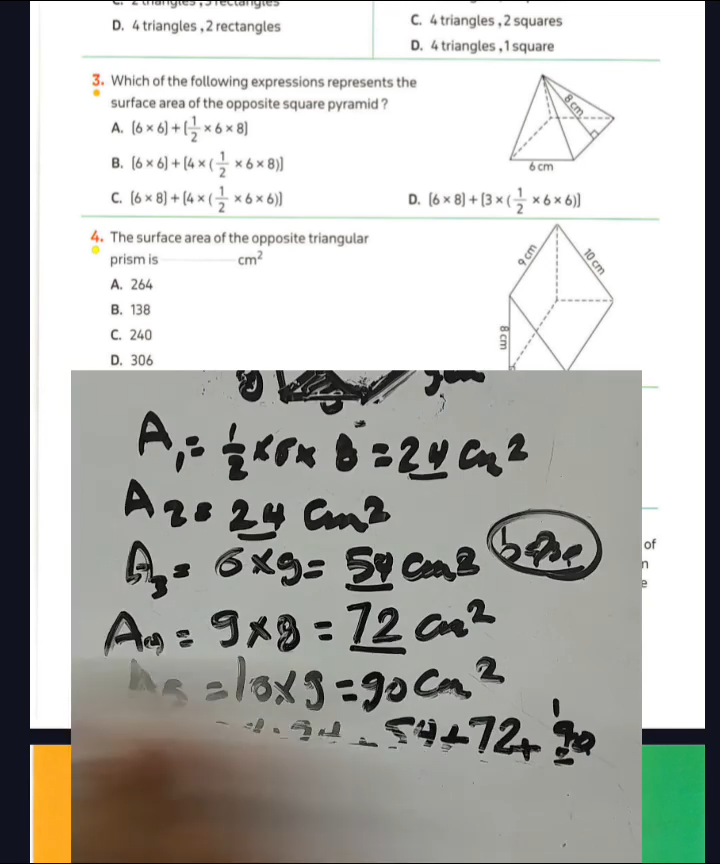 D. 4 triangles , 2 rectangles
C. 4 triangles , 2 squares
D. 4 triangles , 1 square
3. Which of the following expressions represents the
surface area of the opposite square pyramid ?
A. [6 × 6] + [1/2 × 6 × 8]
B. [6 × 6] + [4 × ( 1/2 × 6 × 8)]
C. [6 × 8] + [4 × ( 1/2 × 6 × 6)]
D. [6 × 8] + [3 × ( 1/2 × 6 × 6)]
8 cm
6 cm
4. The surface area of the opposite triangular
prism is cm²
A. 264
B. 138
C. 240
D. 306
9 cm
10 cm
8 cm
A₁ = 1/2 × 6 × 8 = 24 cm²
A₂ = 24 cm²
A₃ = 6 × 9 = 54 cm² base
A₄ = 9 × 8 = 72 cm²
= 10 × 9 = 90 cm²
54 + 72 + 90
of